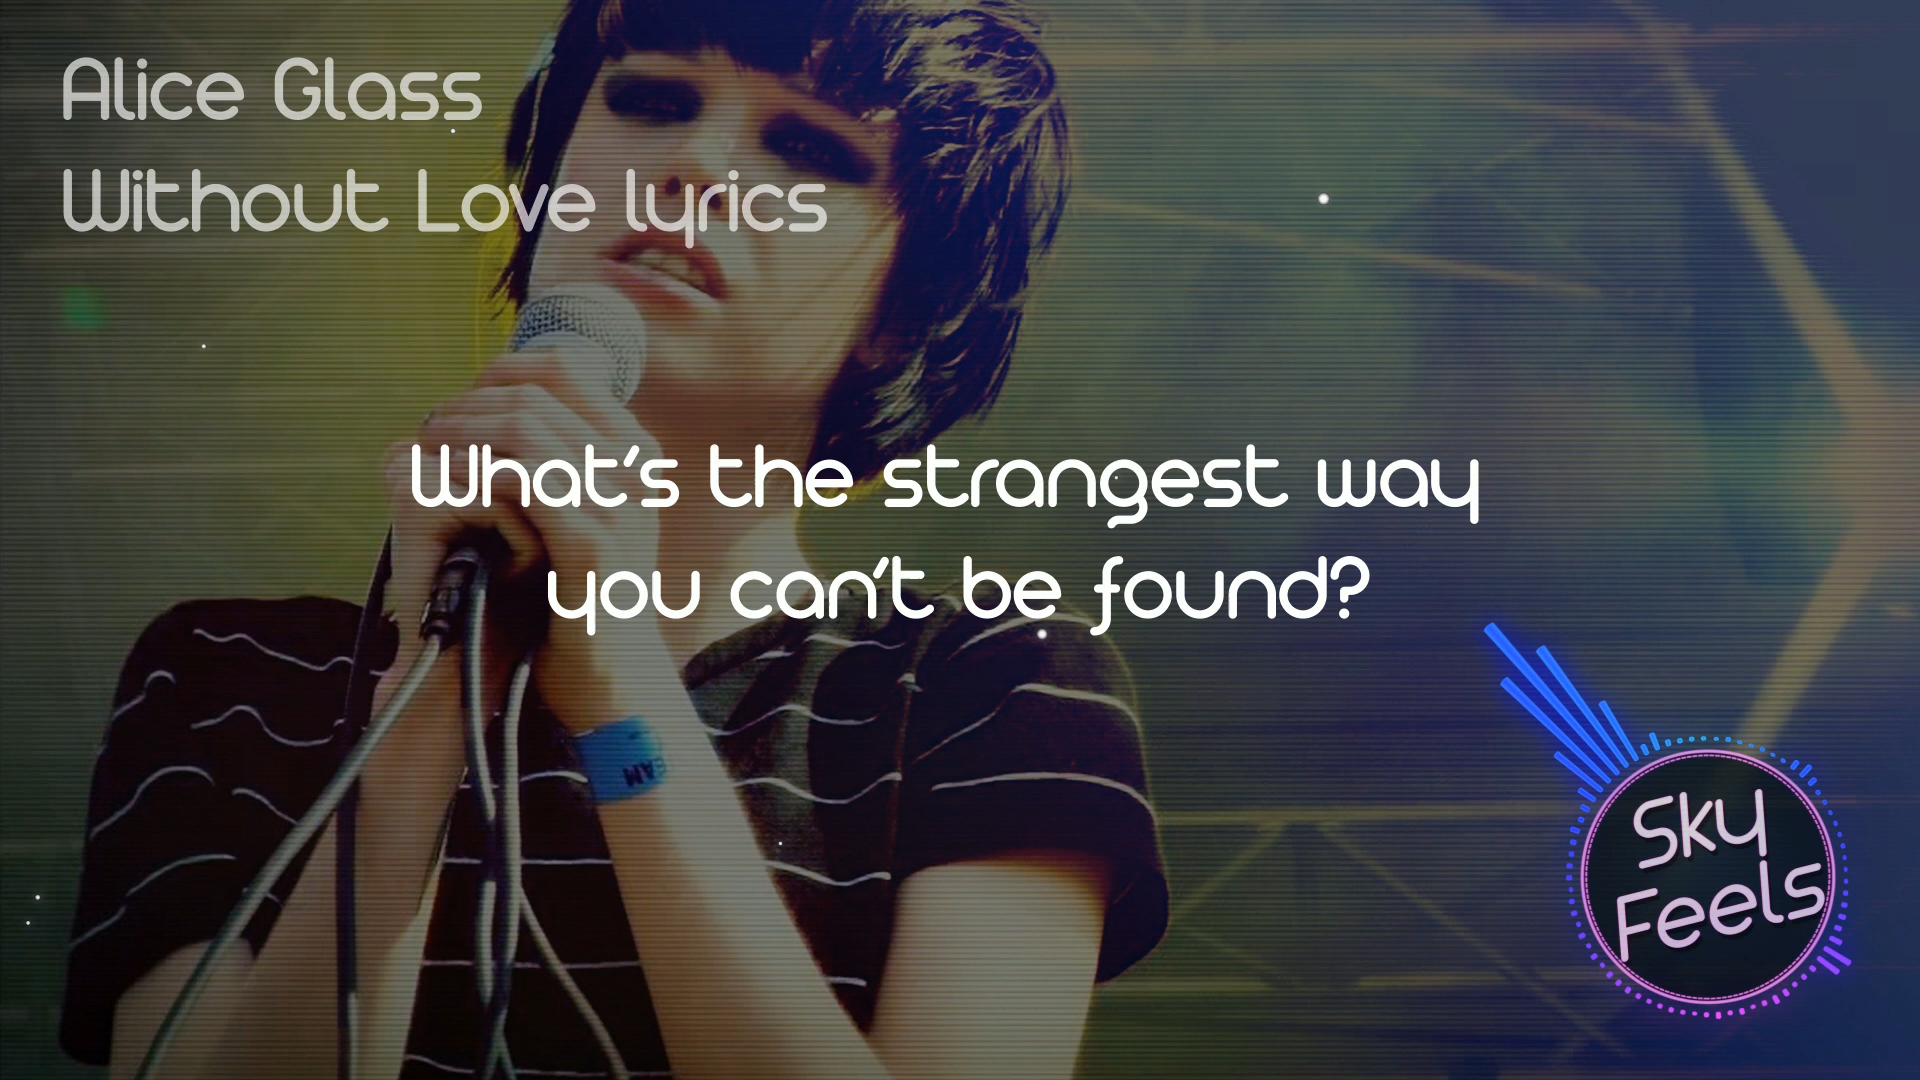 Alice Glass
Without Love lyrics
What's the strangest way
you can't be found?
Sky
Feels